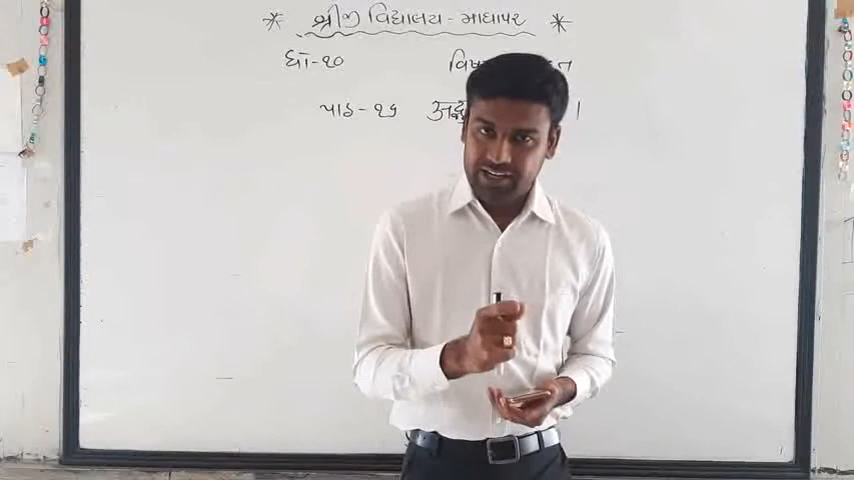 * શ્રીજી વિદ્યાલય - માધાપર *
ધો-૧૦
પાઠ - ૧૬